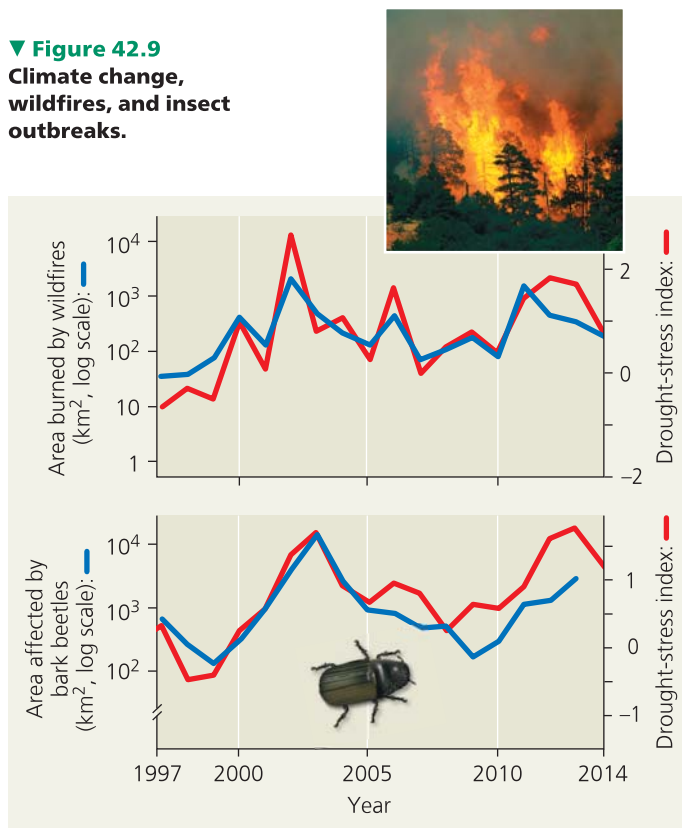 ▼ Figure 42.9
Climate change,
wildfires, and insect
outbreaks.
Area burned by wildfires
(km², log scale):
10⁴
10³
10²
10
1
2
0
–2
Drought-stress index:
Area affected by
bark beetles
(km², log scale):
10⁴
10³
10²
1
0
–1
Drought-stress index:
1997
2000
2005
2010
2014
Year